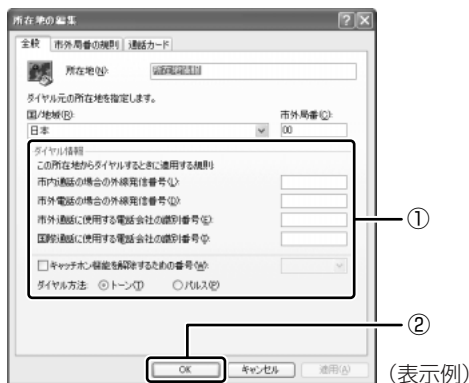 所在地の編集
全般 市外局番の規則 通話カード
所在地(N):
ダイヤル元の所在地を指定します。
国/地域(R): 市外局番(C):
日本 00
ダイヤル情報
この所在地からダイヤルするときに適用する規則:
市内通話の場合の外線発信番号(L):
市外電話の場合の外線発信番号(D):
市外通話に使用する電話会社の識別番号(E):
国際通話に使用する電話会社の識別番号(I):
キャッチホン機能を解除するための番号(W):
ダイヤル方法: トーン(T) パルス(P)
①
②
OK キャンセル 適用(A)
(表示例)